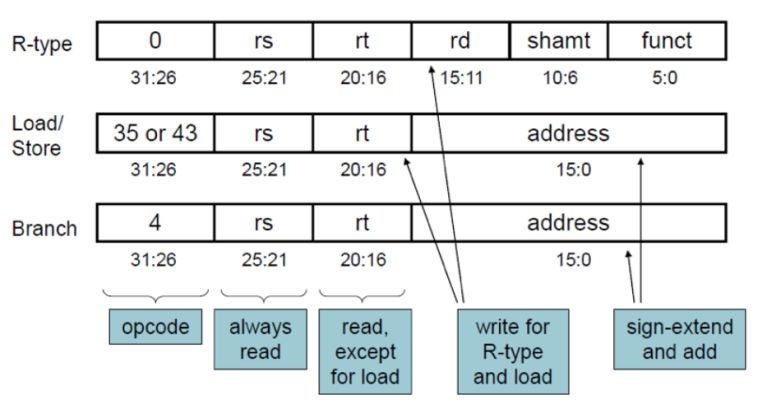 R-type 0 rs rt rd shamt funct
31:26 25:21 20:16 15:11 10:6 5:0
Load/
Store
35 or 43 rs rt address
31:26 25:21 20:16 15:0
Branch 4 rs rt address
31:26 25:21 20:16 15:0
opcode
always
read
read,
except
for load
write for
R-type
and load
sign-extend
and add